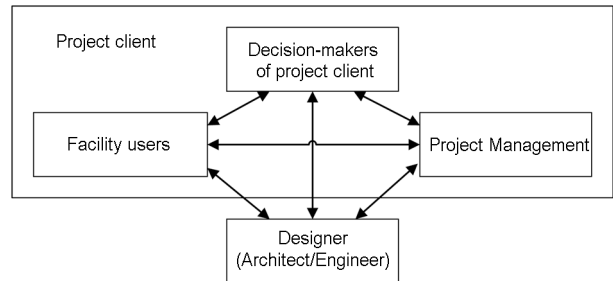 Project client
Decision-makers
of project client
Facility users
Project Management
Designer
(Architect/Engineer)